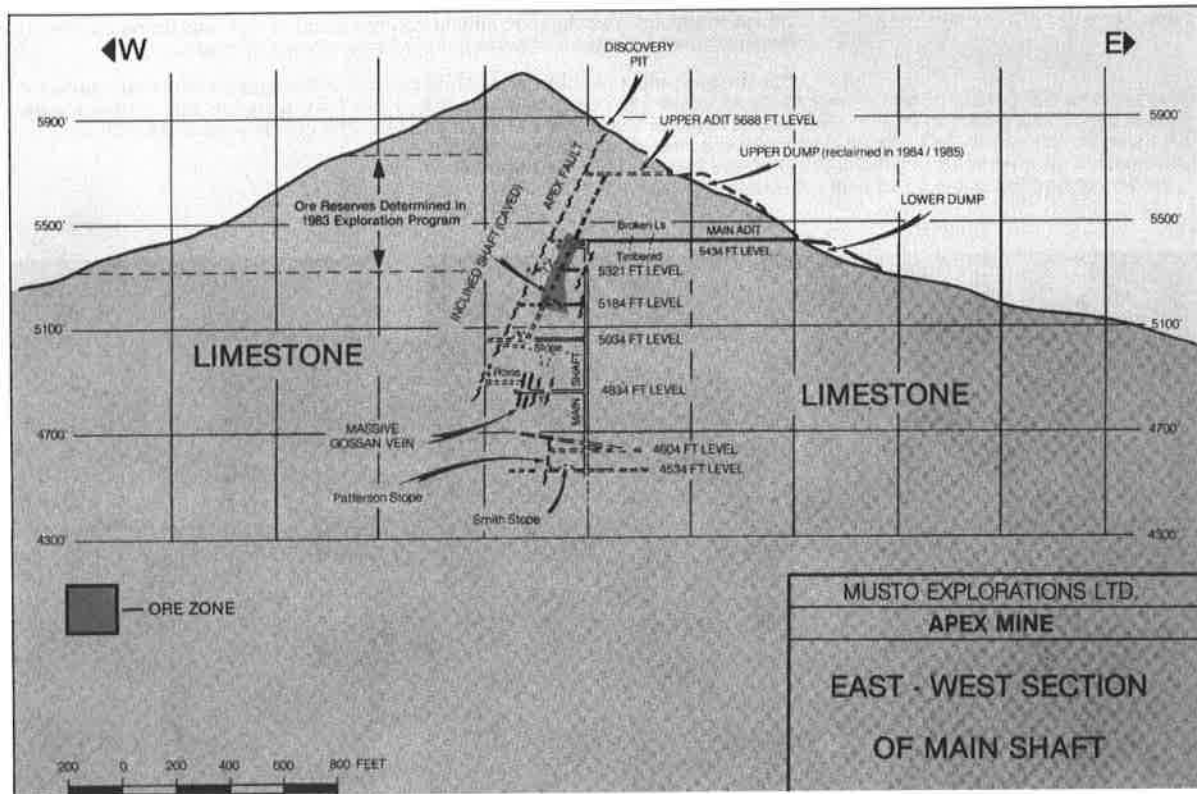 W
E
DISCOVERY
PIT
5900'
5900'
UPPER ADIT 5688 FT LEVEL
UPPER DUMP (reclaimed in 1984 / 1985)
APEX FAULT
INCLINED SHAFT (CAVED)
Ore Reserves Determined in
1983 Exploration Program
LOWER DUMP
5500'
5500'
Broken Ls
MAIN ADIT
5434 FT LEVEL
Timbered
5321 FT LEVEL
5184 FT LEVEL
5100'
5100'
5034 FT LEVEL
LIMESTONE
Stope
MAIN SHAFT
4834 FT LEVEL
LIMESTONE
MASSIVE
GOSSAN VEIN
4700'
4700'
4604 FT LEVEL
4534 FT LEVEL
Patterson Stope
Smith Stope
4300'
4300'
ORE ZONE
MUSTO EXPLORATIONS LTD.
APEX MINE
EAST - WEST SECTION
OF MAIN SHAFT
200 0 200 400 600 800 FEET